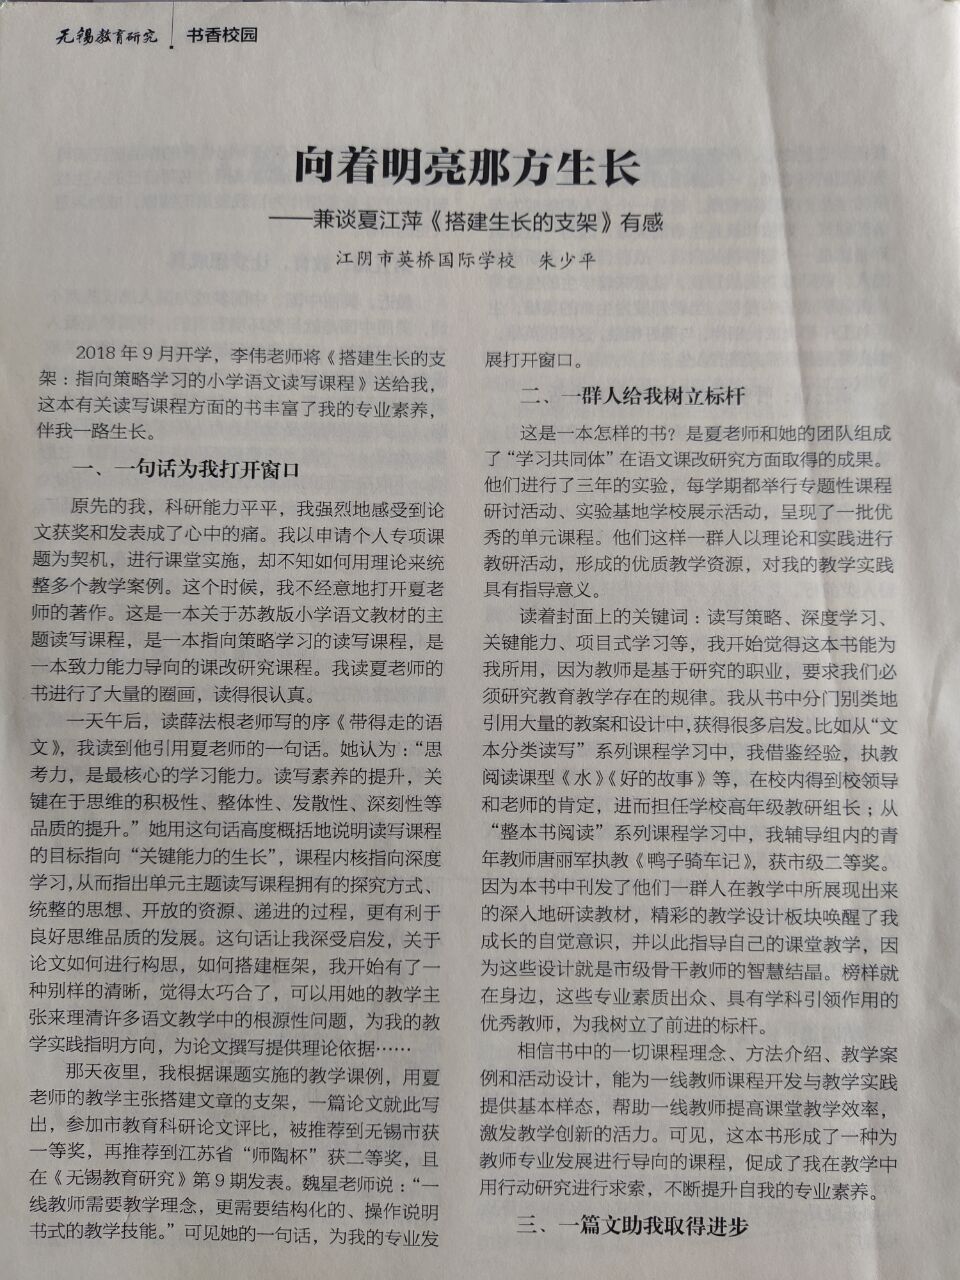 无锡教育研究 书香校园
向着明亮那方生长
——兼谈夏江萍《搭建生长的支架》有感
江阴市英桥国际学校 朱少平
2018年9月开学，李伟老师将《搭建生长的支
架：指向策略学习的小学语文读写课程》送给我，
这本有关读写课程方面的书丰富了我的专业素养，
伴我一路生长。
一、一句话为我打开窗口
原先的我，科研能力平平，我强烈地感受到论
文获奖和发表成了心中的痛。我以申请个人专项课
题为契机，进行课堂实施，却不知如何用理论来统
整多个教学案例。这个时候，我不经意地打开夏老
师的著作。这是一本关于苏教版小学语文教材的主
题读写课程，是一本指向策略学习的读写课程，是
一本致力能力导向的课改研究课程。我读夏老师的
书进行了大量的圈画，读得很认真。
一天午后，读薛法根老师写的序《带得走的语
文》，我读到他引用夏老师的一句话。她认为：“思
考力，是最核心的学习能力。读写素养的提升，关
键在于思维的积极性、整体性、发散性、深刻性等
品质的提升。”她用这句话高度概括地说明读写课程
的目标指向“关键能力的生长”，课程内核指向深度
学习，从而指出单元主题读写课程拥有的探究方式、
统整的思想、开放的资源、递进的过程，更有利于
良好思维品质的发展。这句话让我深受启发，关于
论文如何进行构思，如何搭建框架，我开始有了一
种别样的清晰，觉得太巧合了，可以用她的教学主
张来理清许多语文教学中的根源性问题，为我的教
学实践指明方向，为论文撰写提供理论依据……
那天夜里，我根据课题实施的教学课例，用夏
老师的教学主张搭建文章的支架，一篇论文就此写
出，参加市教育科研论文评比，被推荐到无锡市获
一等奖，再推荐到江苏省“师陶杯”获二等奖，且
在《无锡教育研究》第9期发表。魏星老师说：“一
线教师需要教学理念，更需要结构化的、操作说明
书式的教学技能。”可见她的一句话，为我的专业发
展打开窗口。
二、一群人给我树立标杆
这是一本怎样的书？是夏老师和她的团队组成
了“学习共同体”在语文课改研究方面取得的成果。
他们进行了三年的实验，每学期都举行专题性课程
研讨活动、实验基地学校展示活动，呈现了一批优
秀的单元课程。他们这样一群人以理论和实践进行
教研活动，形成的优质教学资源，对我的教学实践
具有指导意义。
读着封面上的关键词：读写策略、深度学习、
关键能力、项目式学习等，我开始觉得这本书能为
我所用，因为教师是基于研究的职业，要求我们必
须研究教育教学存在的规律。我从书中分门别类地
引用大量的教案和设计中，获得很多启发。比如从“文
本分类读写”系列课程学习中，我借鉴经验，执教
阅读课型《水》《好的故事》等，在校内得到校领导
和老师的肯定，进而担任学校高年级教研组长；从
“整本书阅读”系列课程学习中，我辅导组内的青
年教师唐丽军执教《鸭子骑车记》，获市级二等奖。
因为本书中刊发了他们一群人在教学中所展现出来
的深入地研读教材，精彩的教学设计板块唤醒了我
成长的自觉意识，并以此指导自己的课堂教学，因
为这些设计就是市级骨干教师的智慧结晶。榜样就
在身边，这些专业素质出众、具有学科引领作用的
优秀教师，为我树立了前进的标杆。
相信书中的一切课程理念、方法介绍、教学案
例和活动设计，能为一线教师课程开发与教学实践
提供基本样态，帮助一线教师提高课堂教学效率，
激发教学创新的活力。可见，这本书形成了一种为
教师专业发展进行导向的课程，促成了我在教学中
用行动研究进行求索，不断提升自我的专业素养。
三、一篇文助我取得进步